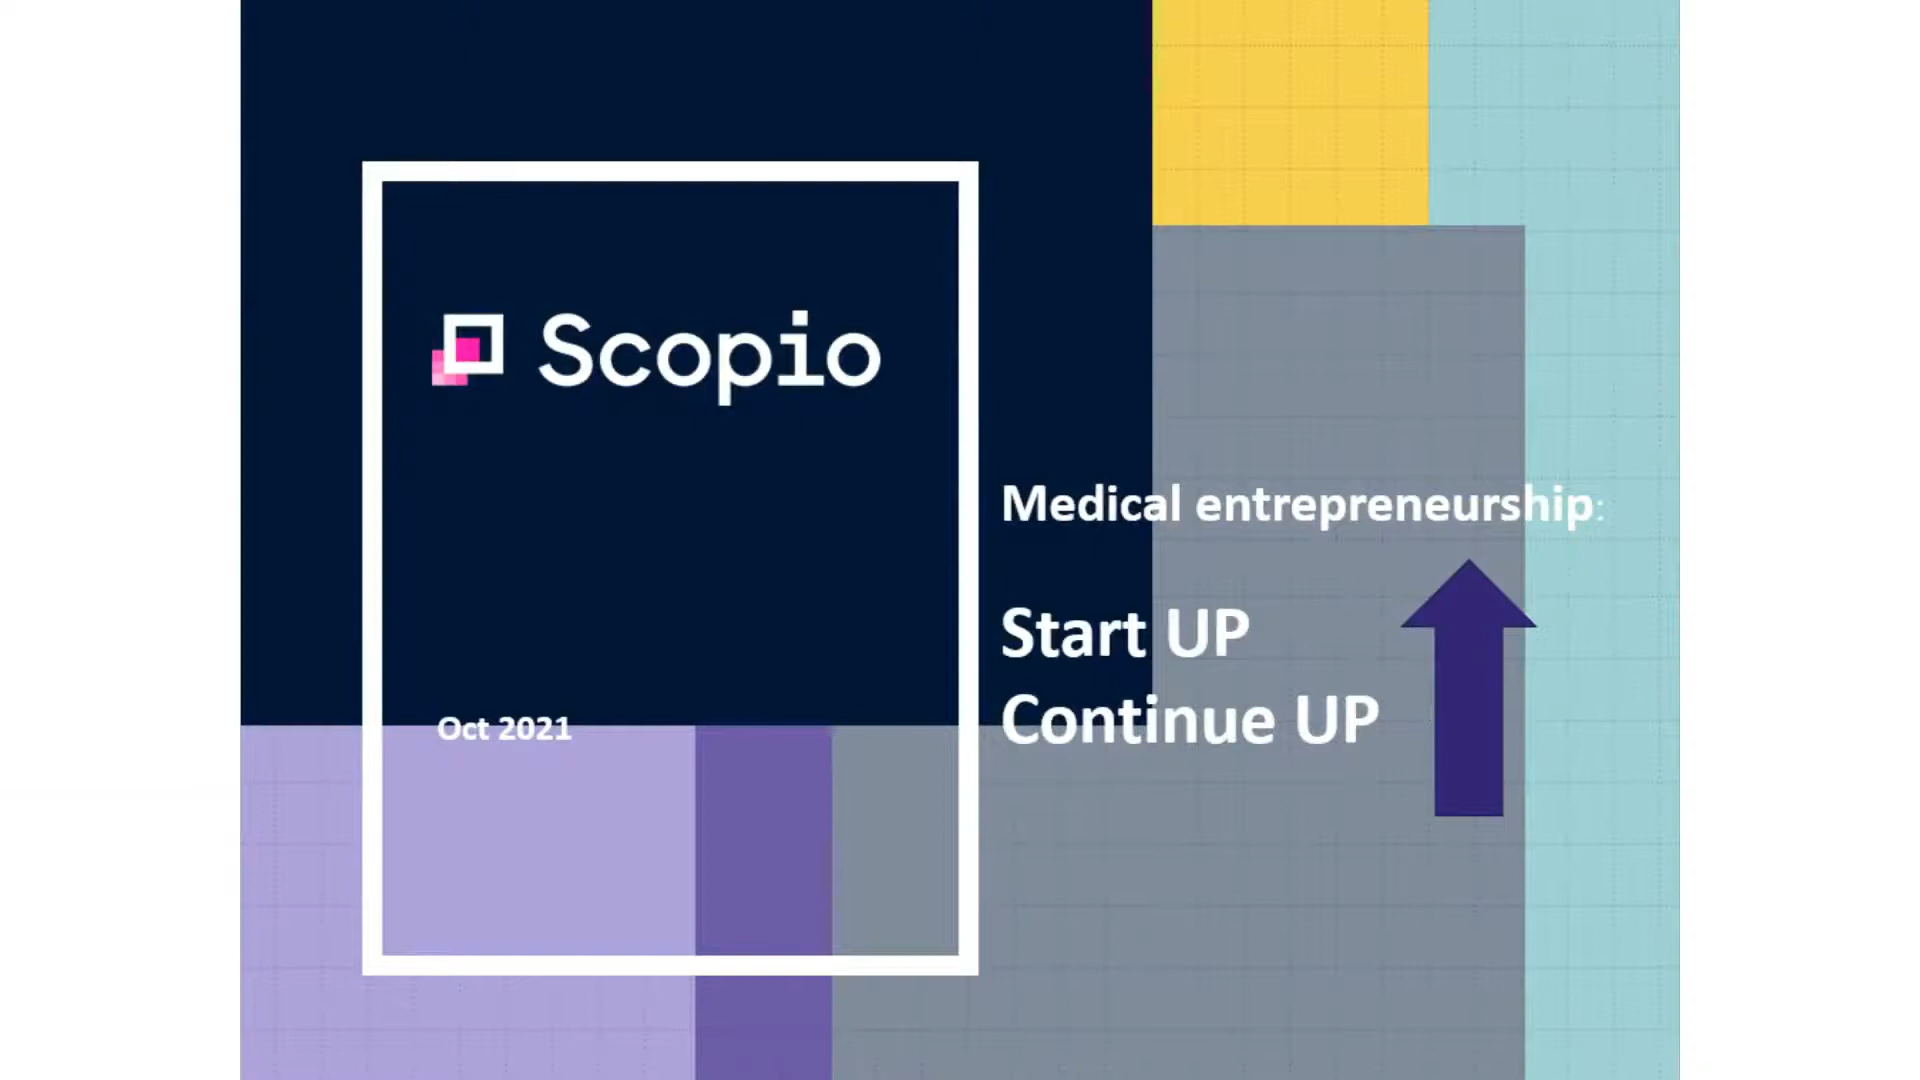 Scopio
Medical entrepreneurship:
Start UP
Continue UP
Oct 2021